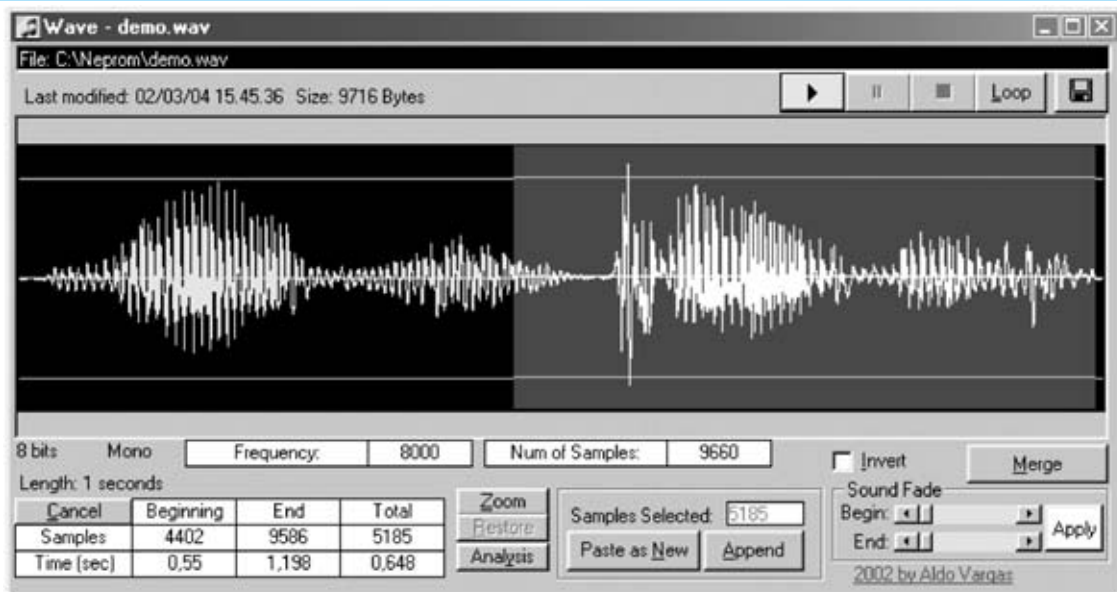 Wave - demo.wav
File: C:\Neprom\demo.wav
Last modified: 02/03/04 15.45.36 Size: 9716 Bytes
Loop
8 bits Mono Frequency: 8000 Num of Samples: 9660
Invert
Merge
Length: 1 seconds
Cancel Beginning End Total
Samples 4402 9586 5185
Time (sec) 0,55 1,198 0,648
Zoom
Restore
Analysis
Samples Selected: 5185
Paste as New Append
Sound Fade
Begin:
End:
Apply
2002 by Aldo Vargas